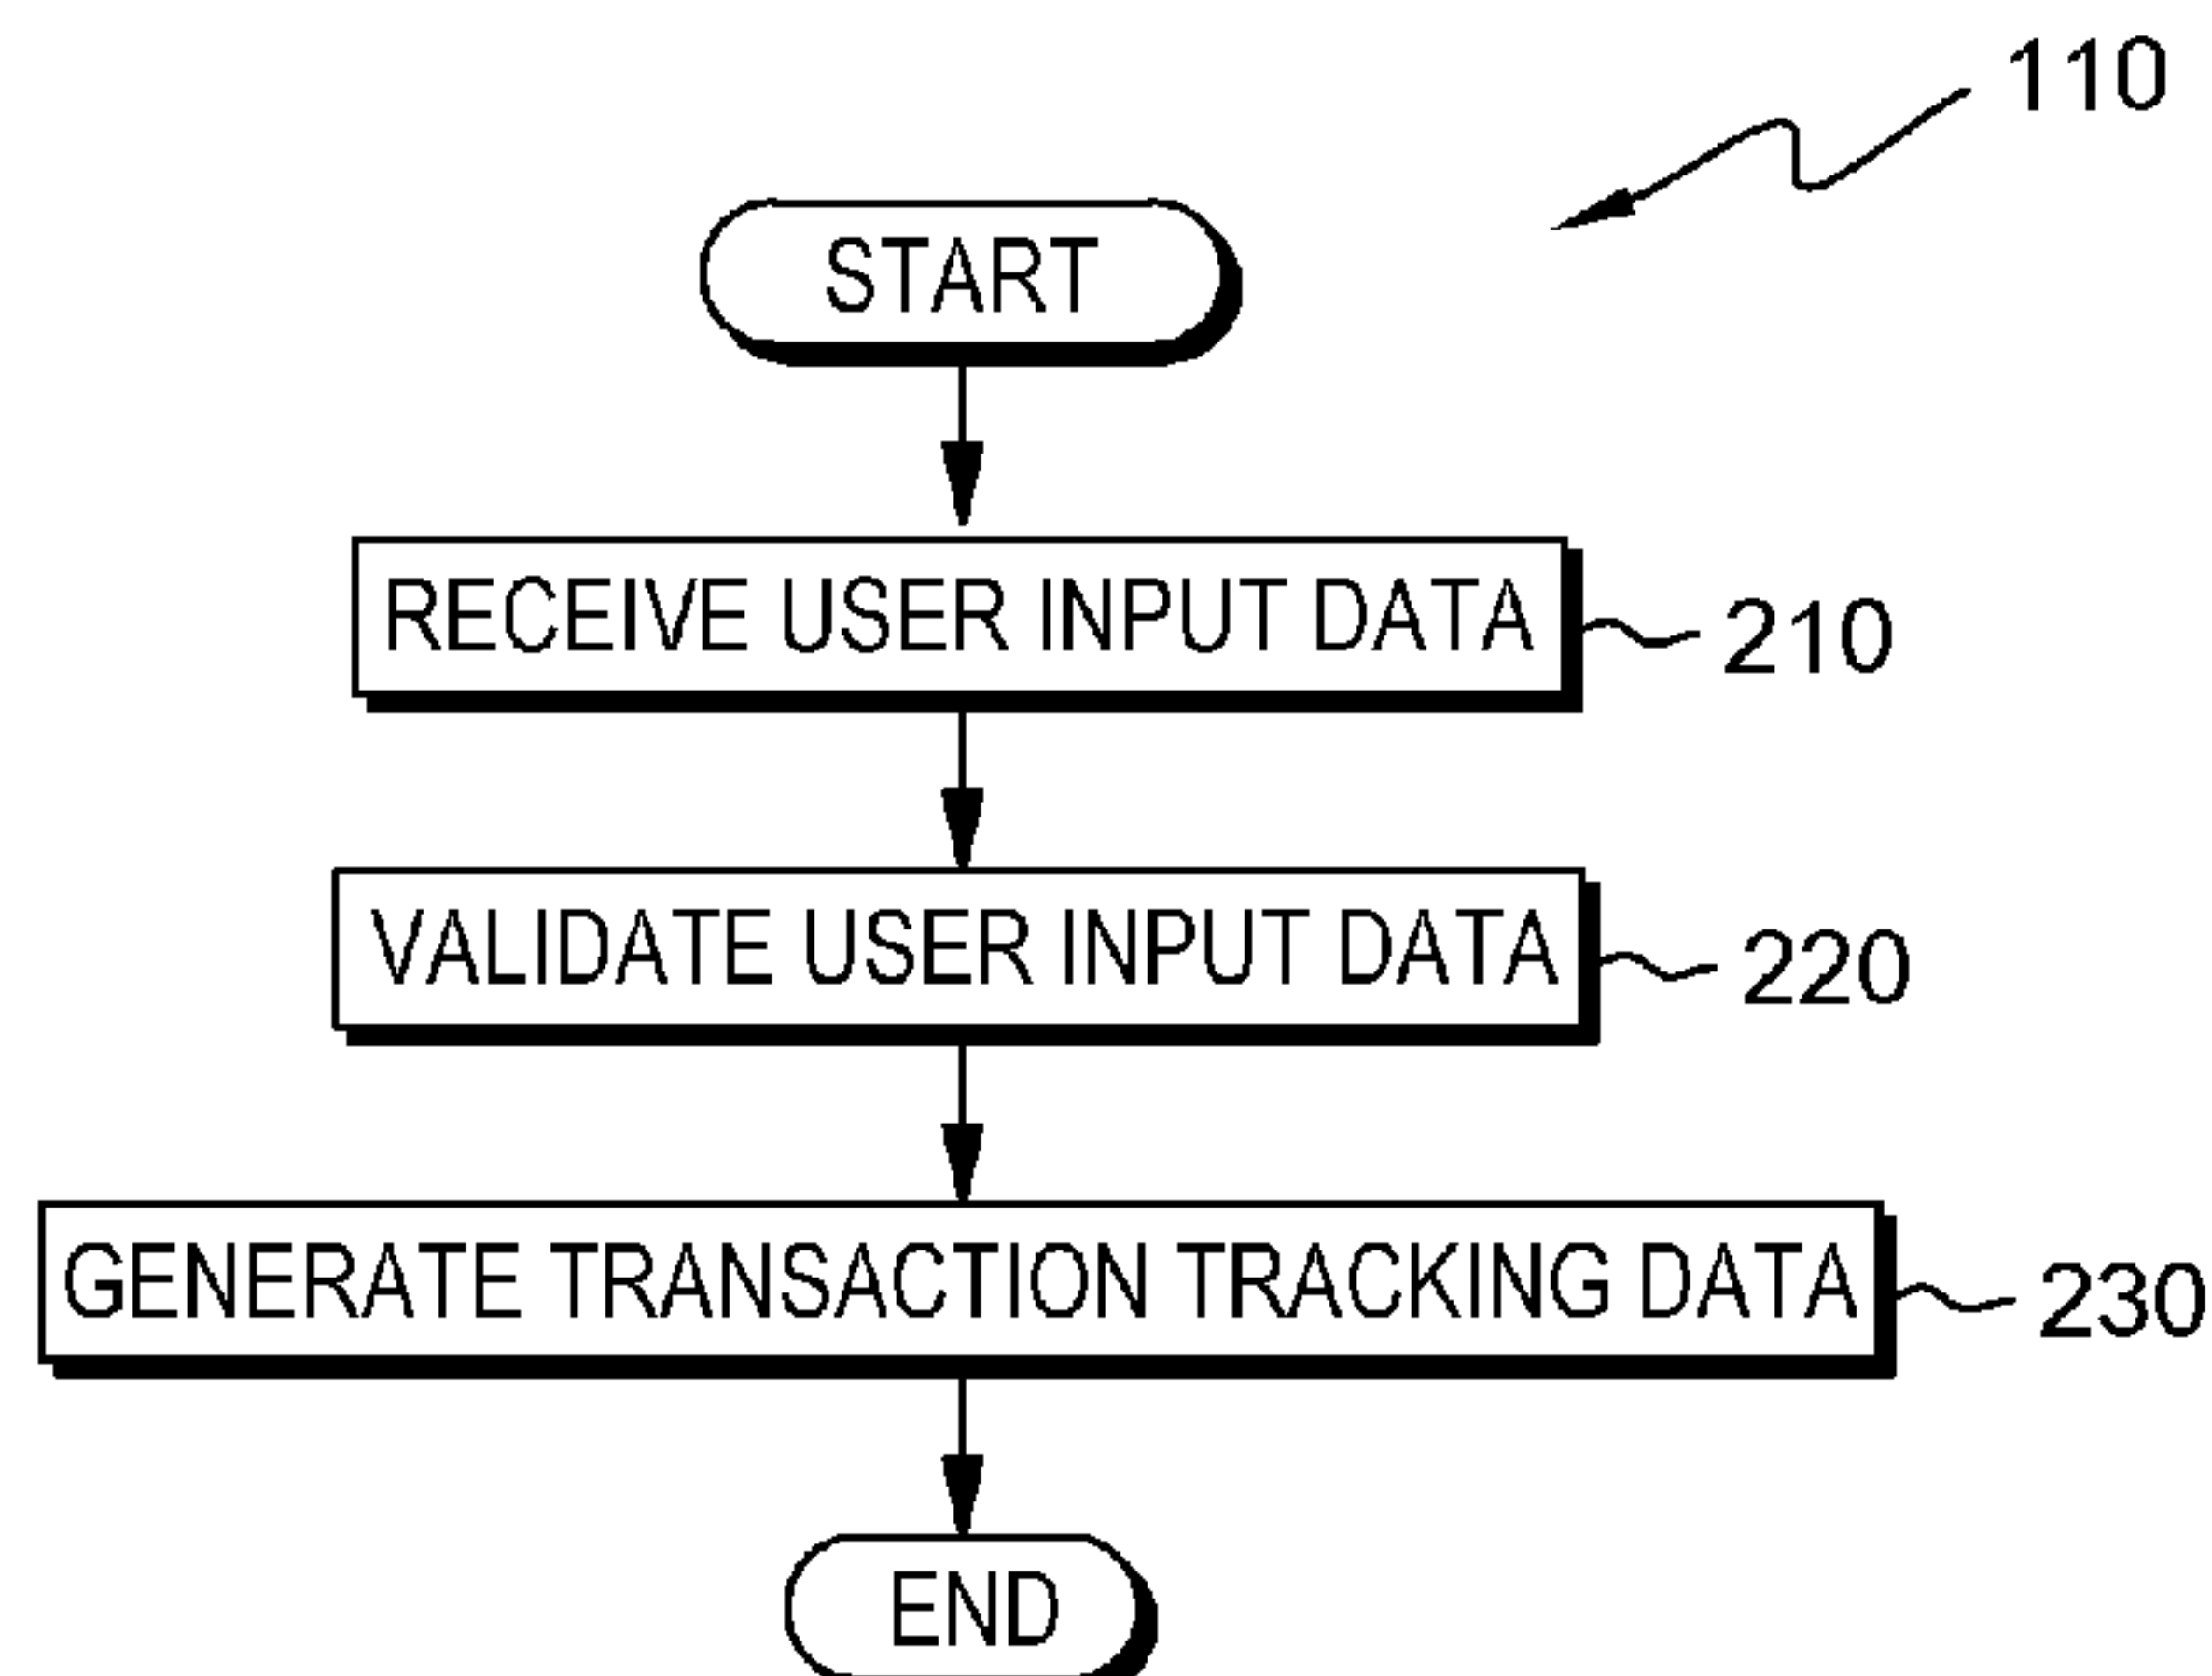 110
START
RECEIVE USER INPUT DATA
210
VALIDATE USER INPUT DATA
220
GENERATE TRANSACTION TRACKING DATA
230
END